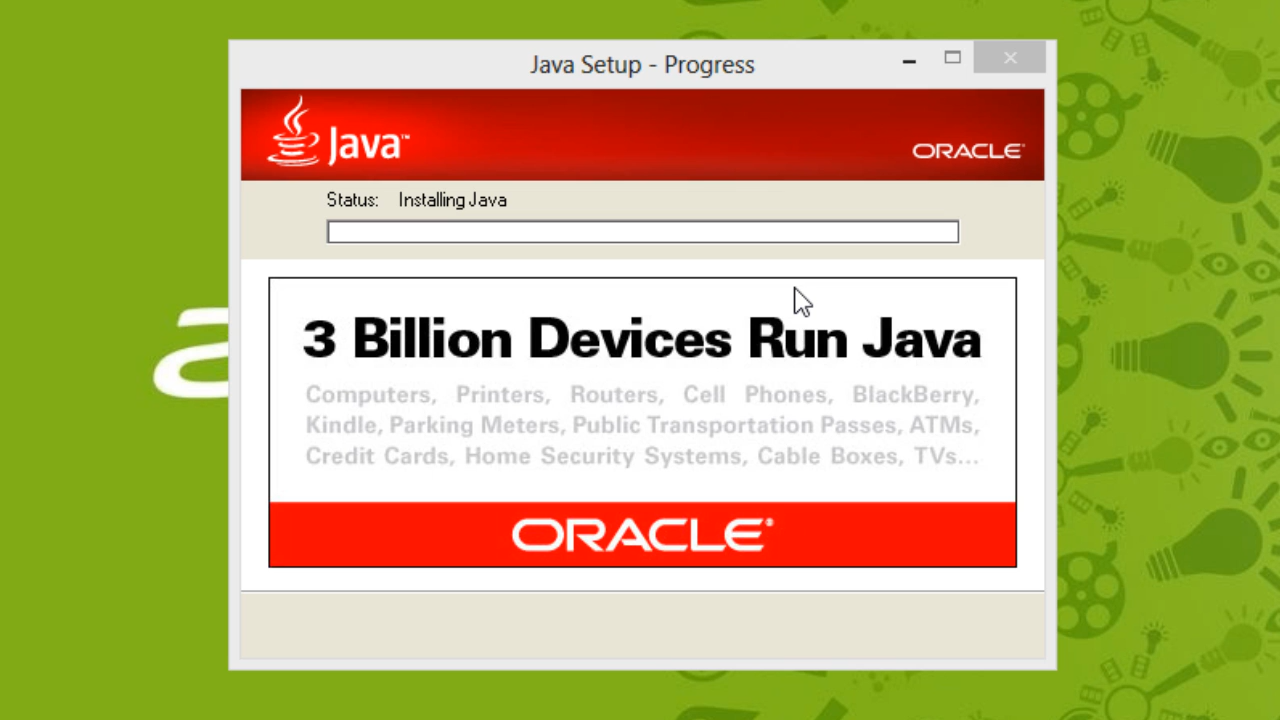 Java Setup - Progress
Java™
ORACLE®
Status: Installing Java
3 Billion Devices Run Java
Computers, Printers, Routers, Cell Phones, BlackBerry,
Kindle, Parking Meters, Public Transportation Passes, ATMs,
Credit Cards, Home Security Systems, Cable Boxes, TVs...
ORACLE®